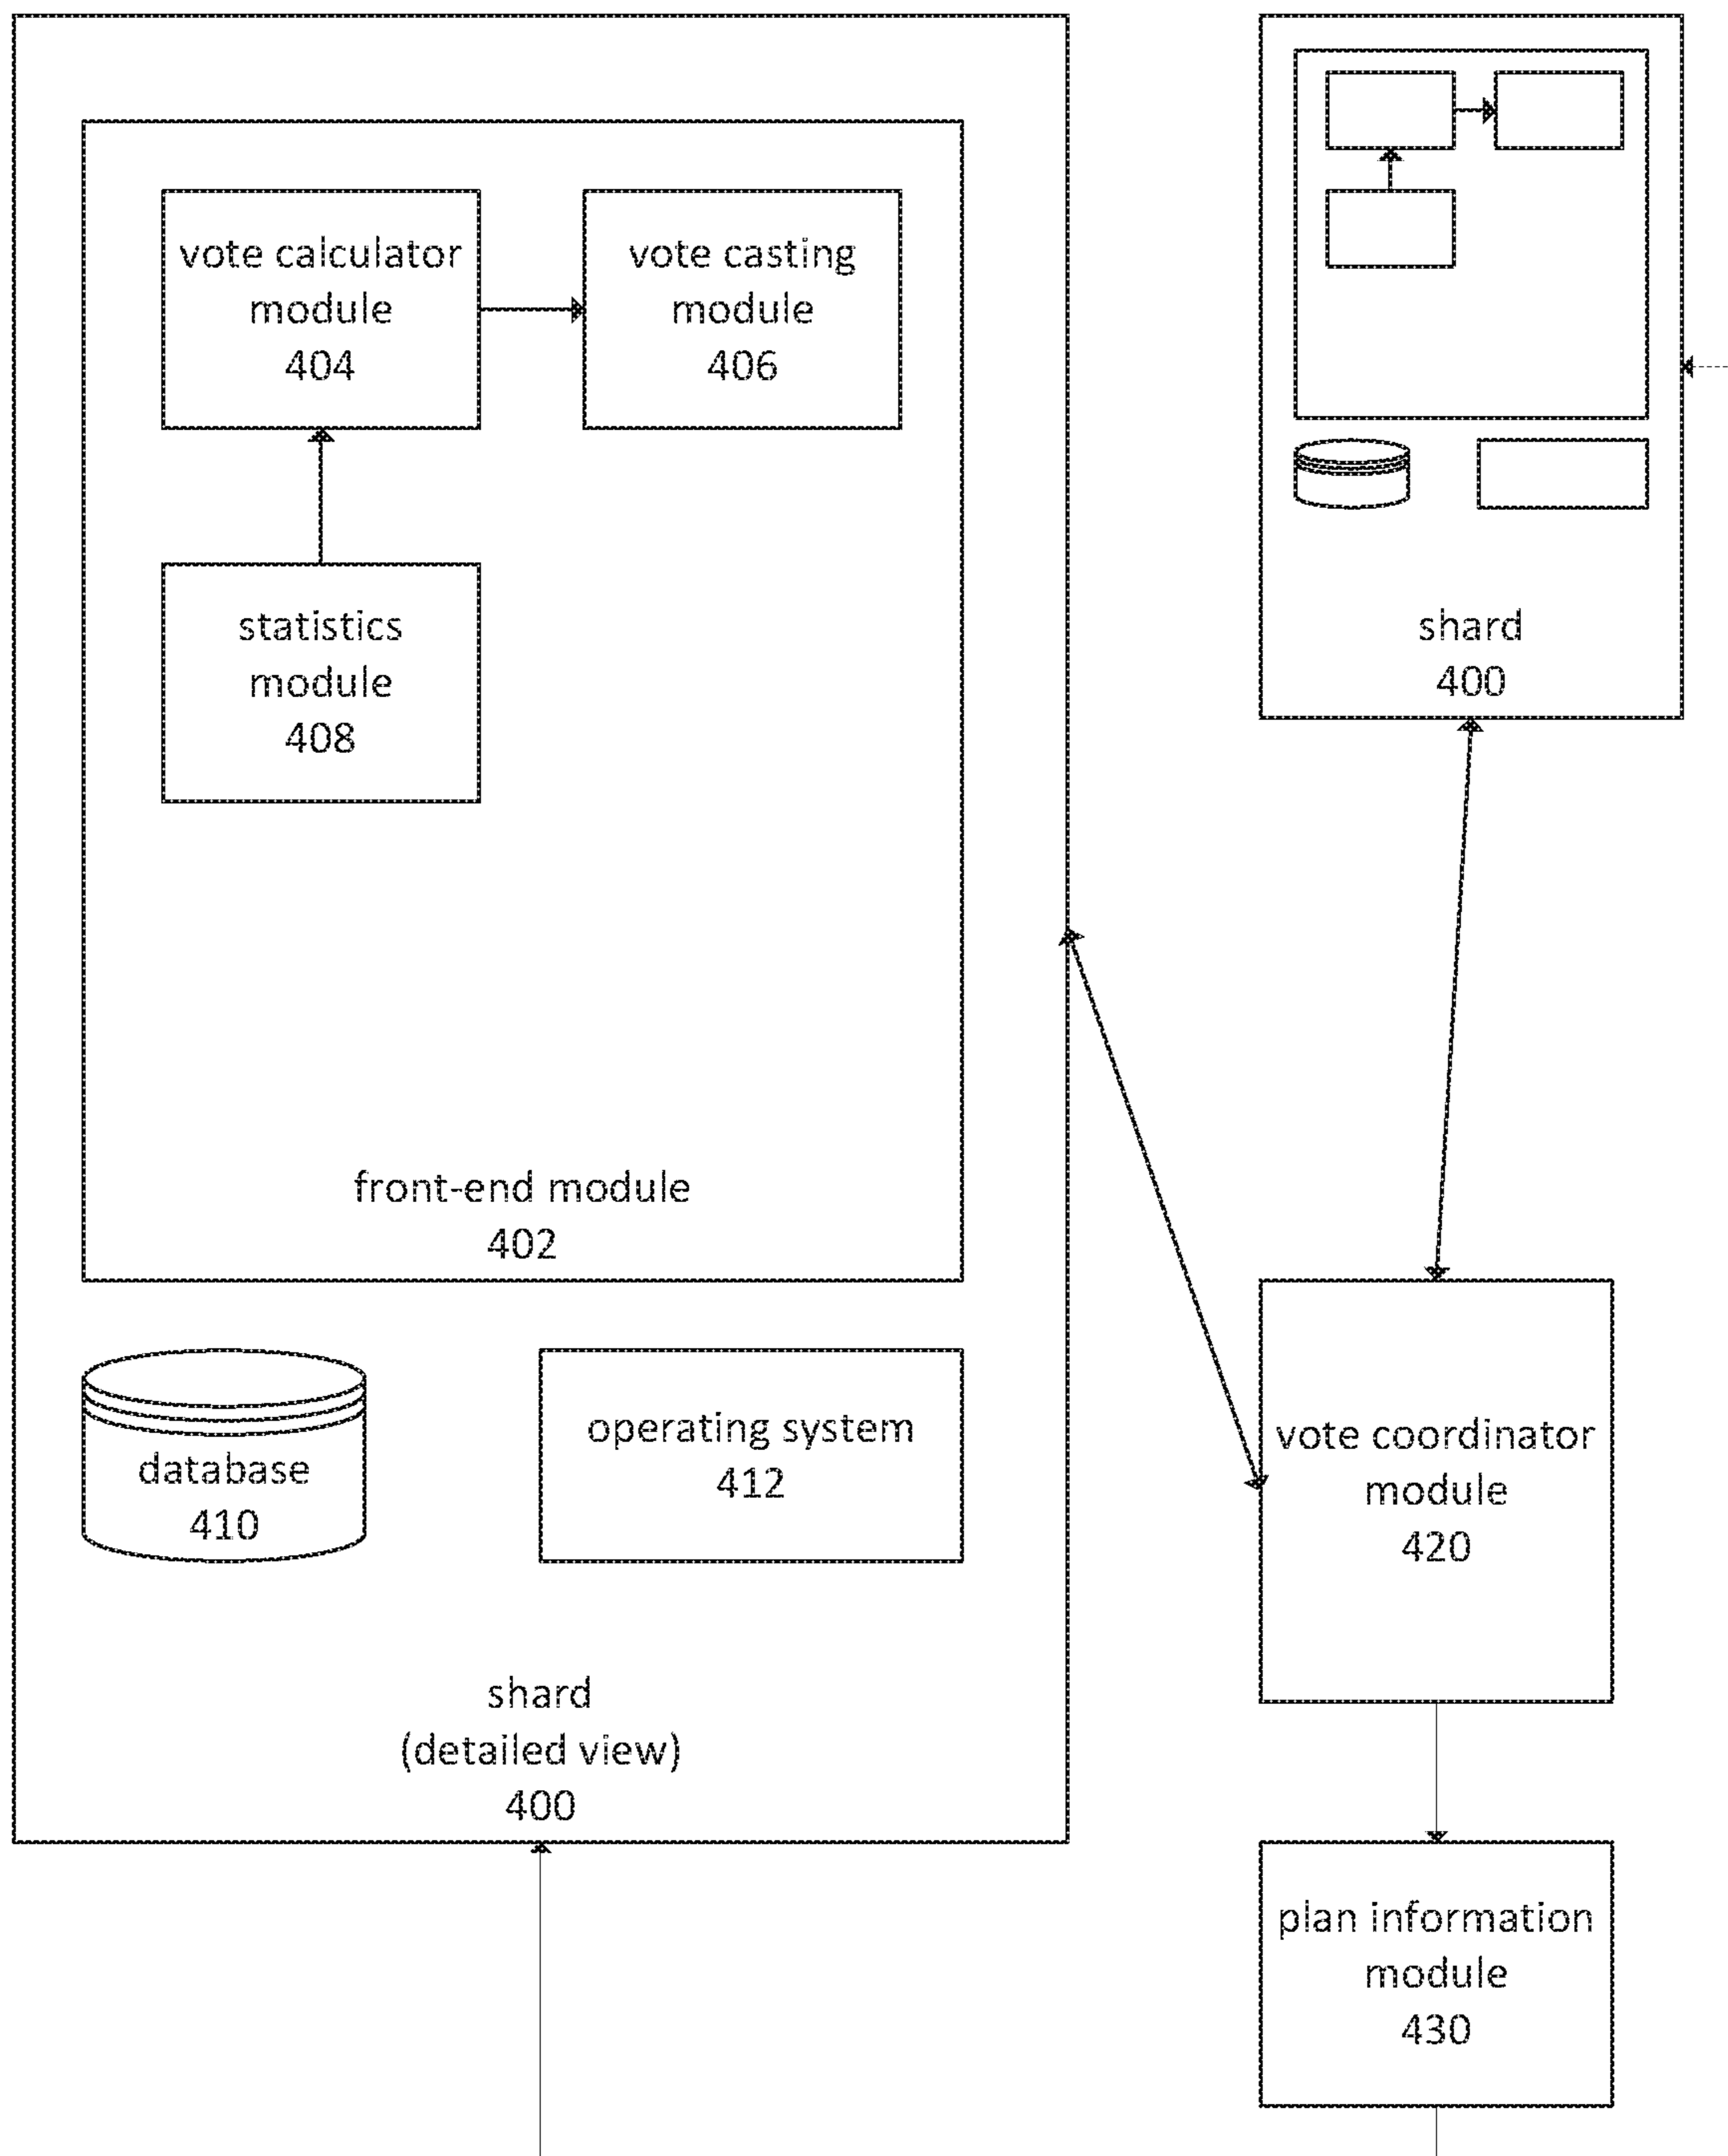 vote calculator
module
404
vote casting
module
406
statistics
module
408
front-end module
402
database
410
operating system
412
shard
(detailed view)
400
shard
400
vote coordinator
module
420
plan information
module
430